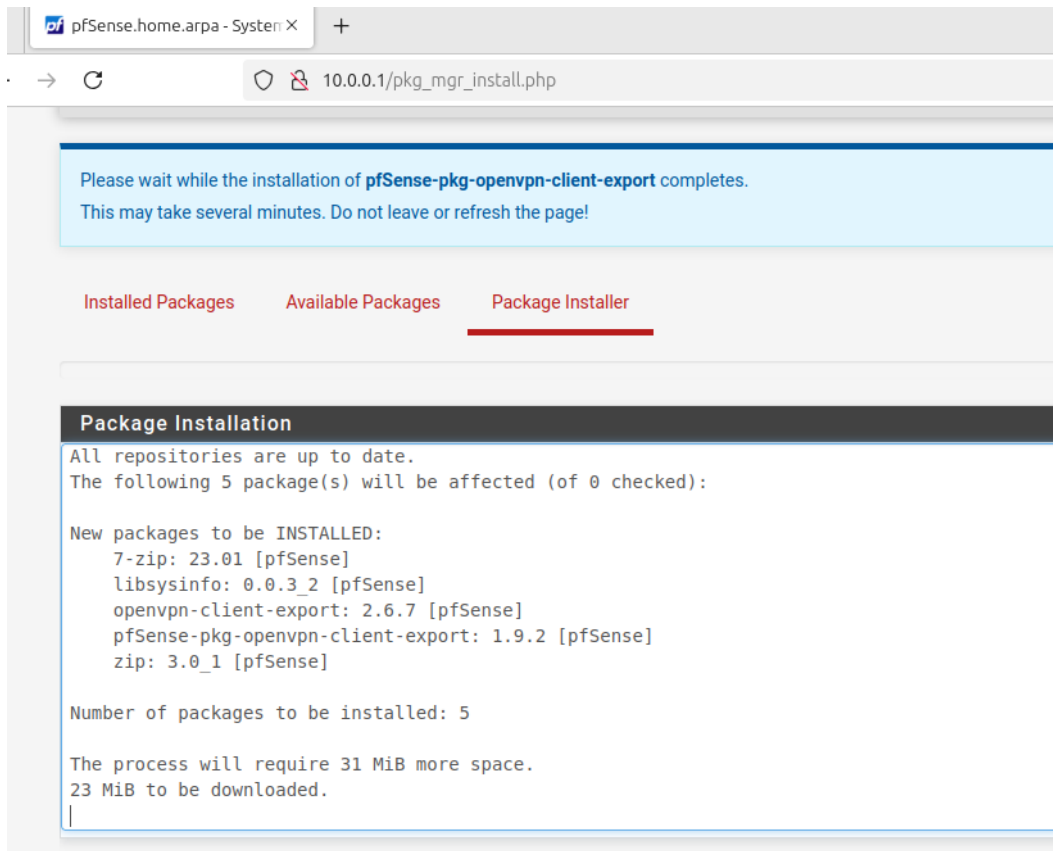 pf pfSense.home.arpa - System
10.0.0.1/pkg_mgr_install.php
Please wait while the installation of pfSense-pkg-openvpn-client-export completes.
This may take several minutes. Do not leave or refresh the page!
Installed Packages Available Packages Package Installer
Package Installation
All repositories are up to date.
The following 5 package(s) will be affected (of 0 checked):
New packages to be INSTALLED:
7-zip: 23.01 [pfSense]
libsysinfo: 0.0.3_2 [pfSense]
openvpn-client-export: 2.6.7 [pfSense]
pfSense-pkg-openvpn-client-export: 1.9.2 [pfSense]
zip: 3.0_1 [pfSense]
Number of packages to be installed: 5
The process will require 31 MiB more space.
23 MiB to be downloaded.